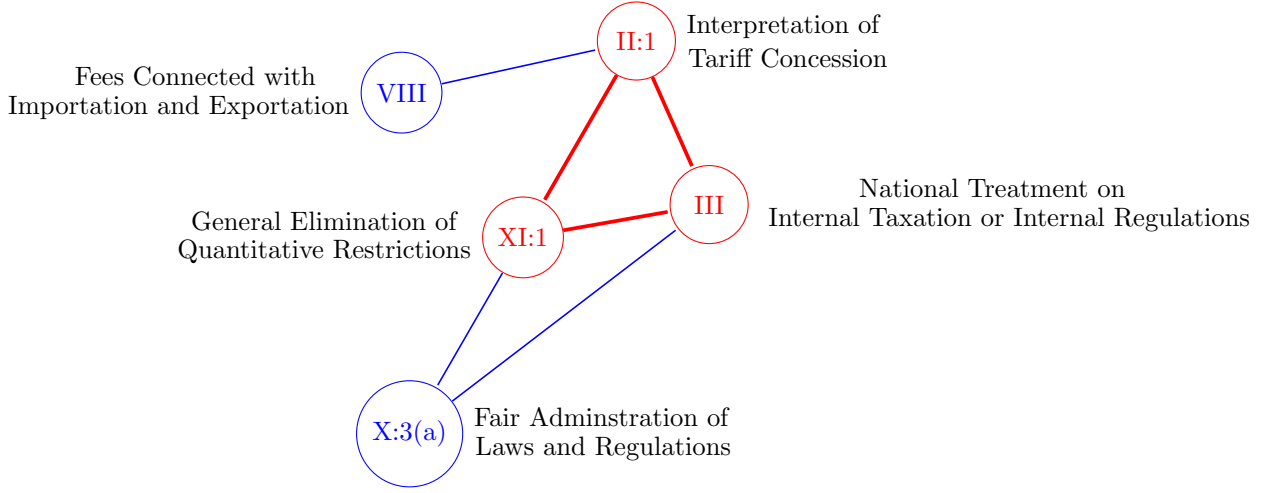 II:1
Interpretation of
Tariff Concession
Fees Connected with
Importation and Exportation
VIII
National Treatment on
Internal Taxation or Internal Regulations
III
General Elimination of
Quantitative Restrictions
XI:1
X:3(a)
Fair Adminstration of
Laws and Regulations